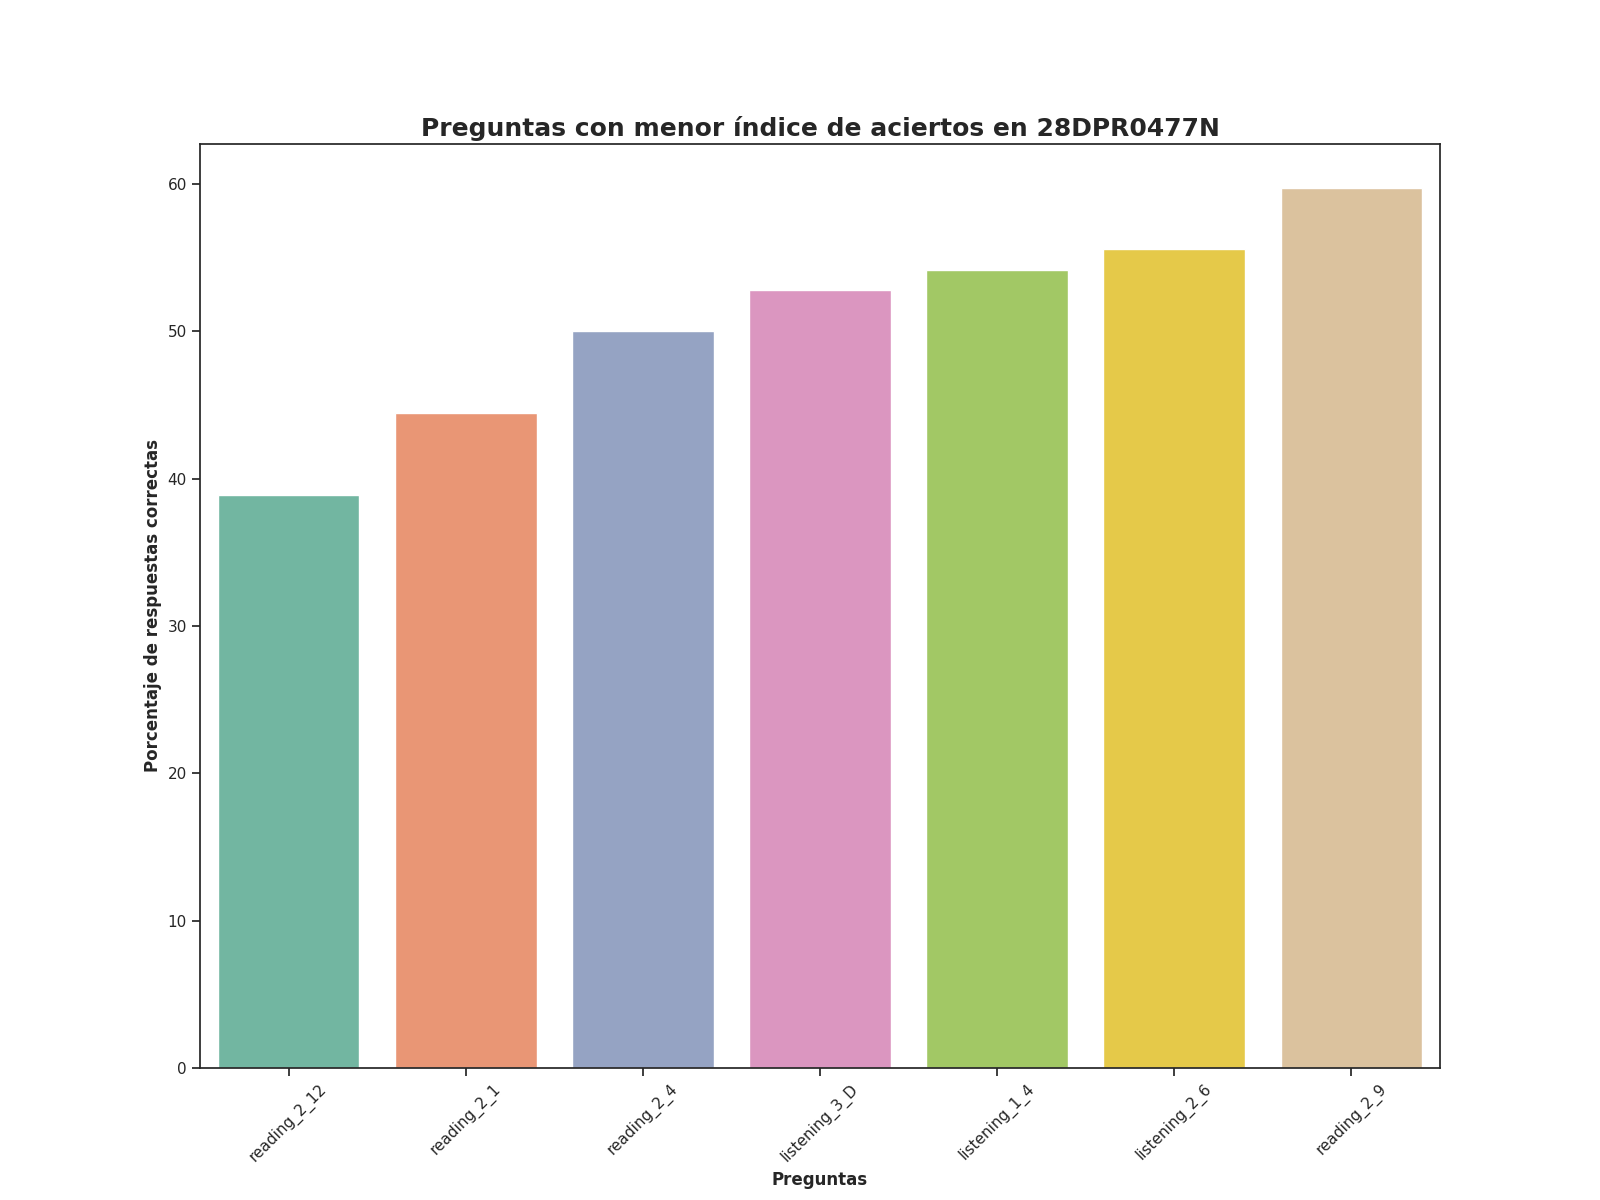 Preguntas con menor índice de aciertos en 28DPR0477N
Porcentaje de respuestas correctas
60
50
40
30
20
10
0
reading_2_12
reading_2_1
reading_2_4
listening_3_D
listening_1_4
listening_2_6
reading_2_9
Preguntas